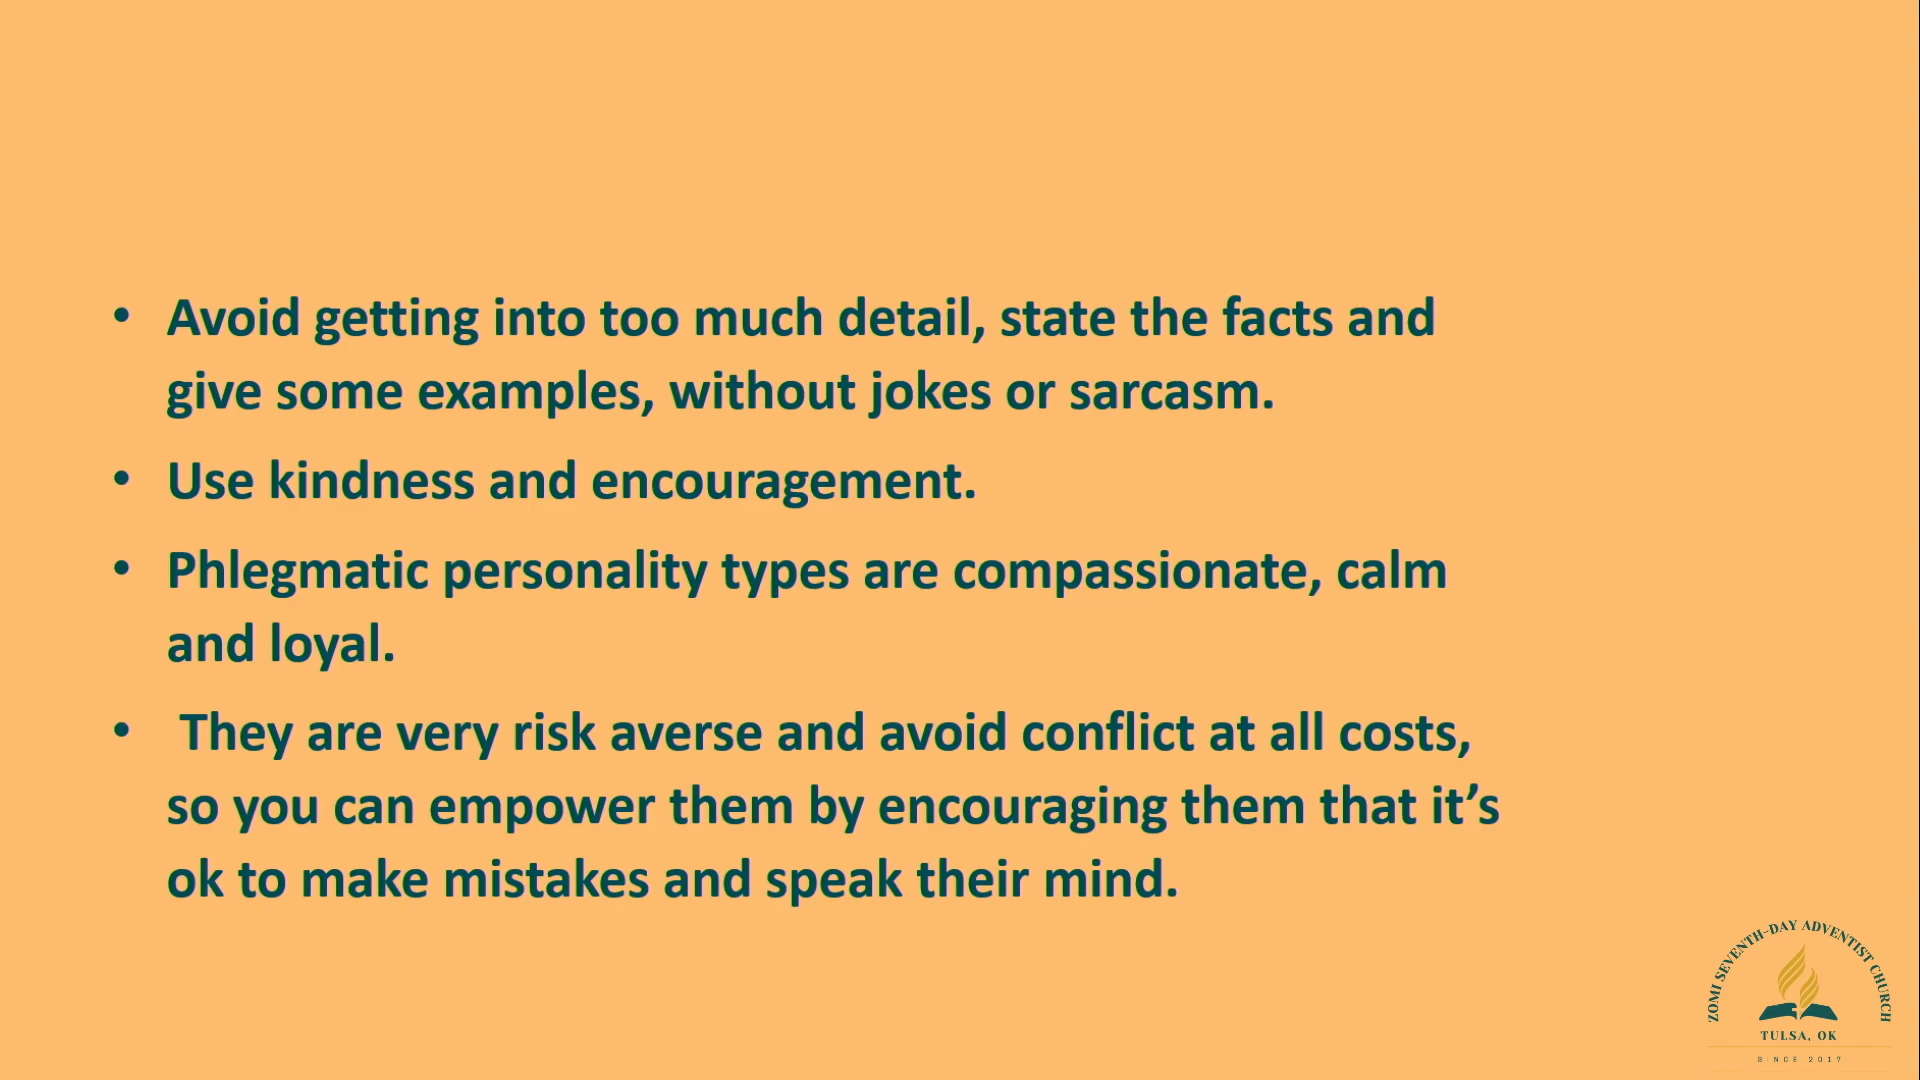 • Avoid getting into too much detail, state the facts and
give some examples, without jokes or sarcasm.
• Use kindness and encouragement.
• Phlegmatic personality types are compassionate, calm
and loyal.
• They are very risk averse and avoid conflict at all costs,
so you can empower them by encouraging them that it’s
ok to make mistakes and speak their mind.
ZOMI SEVENTH-DAY ADVENTIST CHURCH
TULSA, OK
SINCE 2017